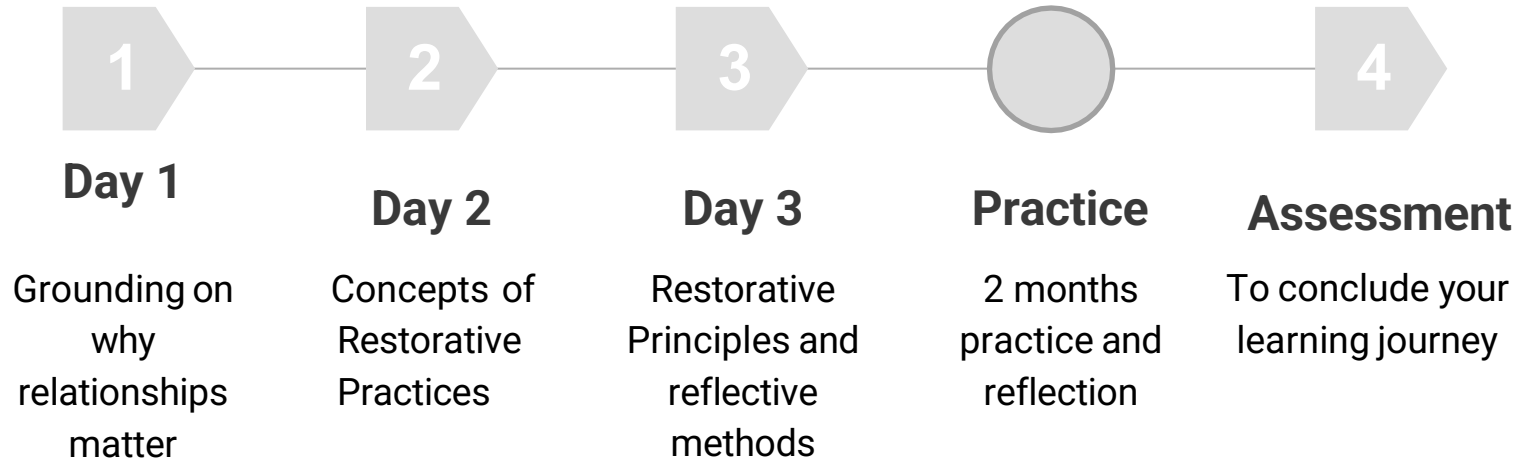 1
2
3
4
Day 1
Day 2
Day 3
Practice
Assessment
Grounding on
why
relationships
matter
Concepts of
Restorative
Practices
Restorative
Principles and
reflective
methods
2 months
practice and
reflection
To conclude your
learning journey